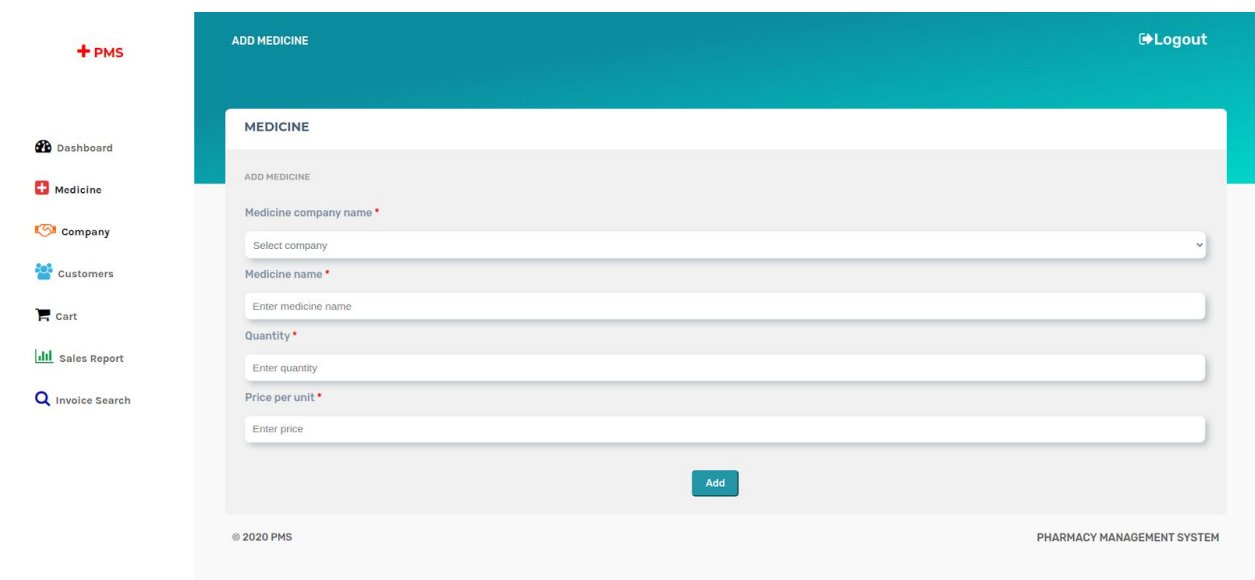 PMS
Dashboard
Medicine
Company
Customers
Cart
Sales Report
Invoice Search
ADD MEDICINE
Logout
MEDICINE
ADD MEDICINE
Medicine company name *
Select company
Medicine name *
Enter medicine name
Quantity *
Enter quantity
Price per unit *
Enter price
Add
© 2020 PMS
PHARMACY MANAGEMENT SYSTEM